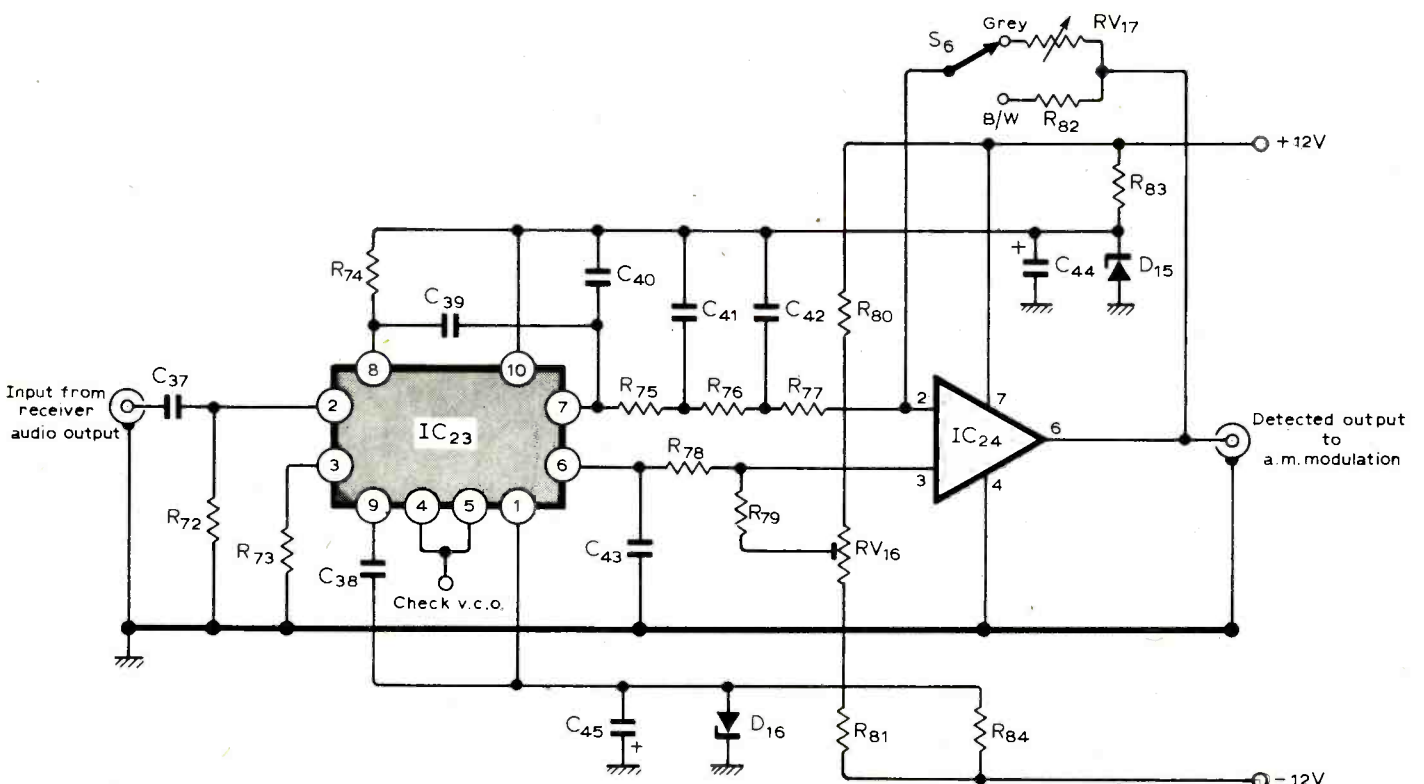 Grey
RV17
S6
B/W
R82
+12V
R83
R74
C40
C39
C41
C42
R80
+
C44
D15
8
10
Input from
receiver
audio output
C37
2
IC23
7
R75
R76
R77
2
7
IC24
6
Detected output
to
a.m. modulation
3
6
R78
3
4
9
4
5
1
R72
R73
C38
Check v.c.o.
C43
R79
RV16
C45
+
D16
R81
R84
-12V